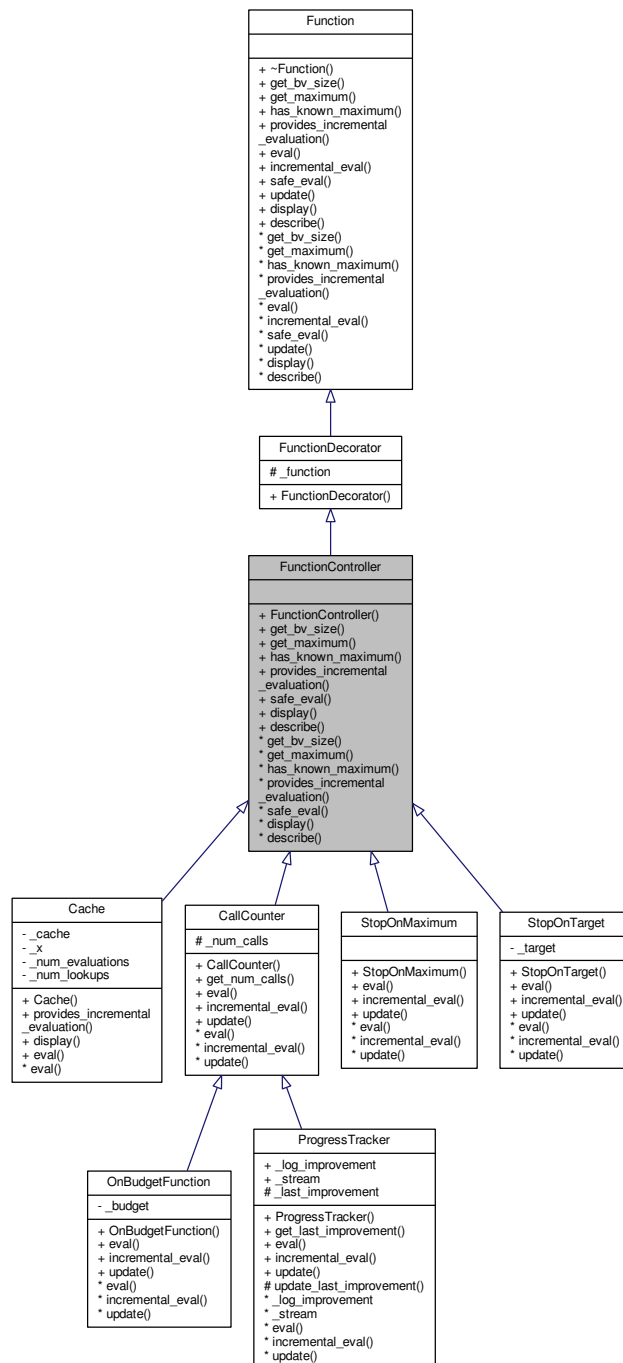 Function
+ ~Function()
+ get_bv_size()
+ get_maximum()
+ has_known_maximum()
+ provides_incremental
_evaluation()
+ eval()
+ incremental_eval()
+ safe_eval()
+ update()
+ display()
+ describe()
* get_bv_size()
* get_maximum()
* has_known_maximum()
* provides_incremental
_evaluation()
* eval()
* incremental_eval()
* safe_eval()
* update()
* display()
* describe()
FunctionDecorator
# _function
+ FunctionDecorator()
FunctionController
+ FunctionController()
+ get_bv_size()
+ get_maximum()
+ has_known_maximum()
+ provides_incremental
_evaluation()
+ safe_eval()
+ display()
+ describe()
* get_bv_size()
* get_maximum()
* has_known_maximum()
* provides_incremental
_evaluation()
* safe_eval()
* display()
* describe()
Cache
- _cache
- _x
- _num_evaluations
- _num_lookups
+ Cache()
+ provides_incremental
_evaluation()
+ display()
+ eval()
* eval()
CallCounter
# _num_calls
+ CallCounter()
+ get_num_calls()
+ eval()
+ incremental_eval()
+ update()
* eval()
* incremental_eval()
* update()
StopOnMaximum
+ StopOnMaximum()
+ eval()
+ incremental_eval()
+ update()
* eval()
* incremental_eval()
* update()
StopOnTarget
- _target
+ StopOnTarget()
+ eval()
+ incremental_eval()
+ update()
* eval()
* incremental_eval()
* update()
OnBudgetFunction
- _budget
+ OnBudgetFunction()
+ eval()
+ incremental_eval()
+ update()
* eval()
* incremental_eval()
* update()
ProgressTracker
+ _log_improvement
+ _stream
# _last_improvement
+ ProgressTracker()
+ get_last_improvement()
+ eval()
+ incremental_eval()
+ update()
# update_last_improvement()
* _log_improvement
* _stream
* eval()
* incremental_eval()
* update()